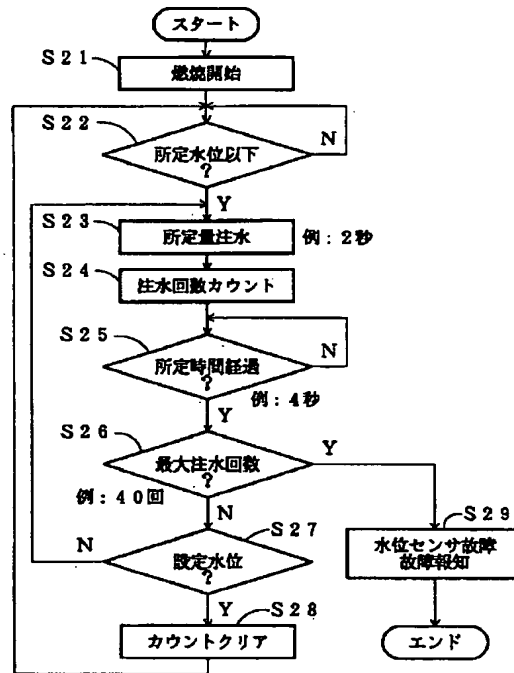 スタート
S21
燃焼開始
S22
所定水位以下
?
N
Y
S23
所定量注水
例:2秒
S24
注水回数カウント
S25
所定時間経過
?
N
例:4秒
Y
S26
最大注水回数
?
Y
例:40回
N
S27
設定水位
?
N
Y
S28
カウントクリア
S29
水位センサ故障
故障報知
エンド